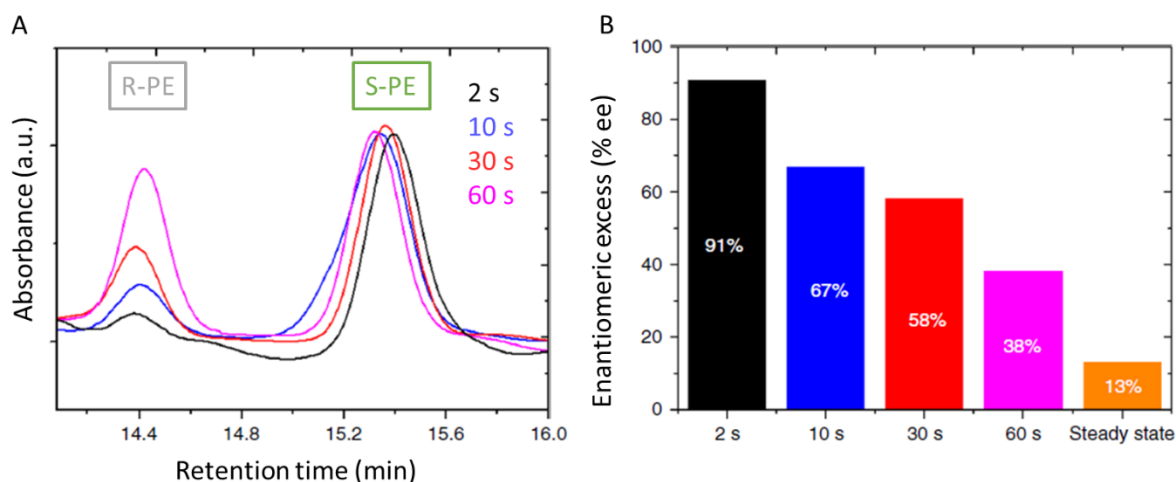 A
R-PE
S-PE
2 s
10 s
30 s
60 s
Absorbance (a.u.)
14.4
14.8
15.2
15.6
16.0
Retention time (min)
B
Enantiomeric excess (% ee)
100
80
60
40
20
0
91%
67%
58%
38%
13%
2 s
10 s
30 s
60 s
Steady state